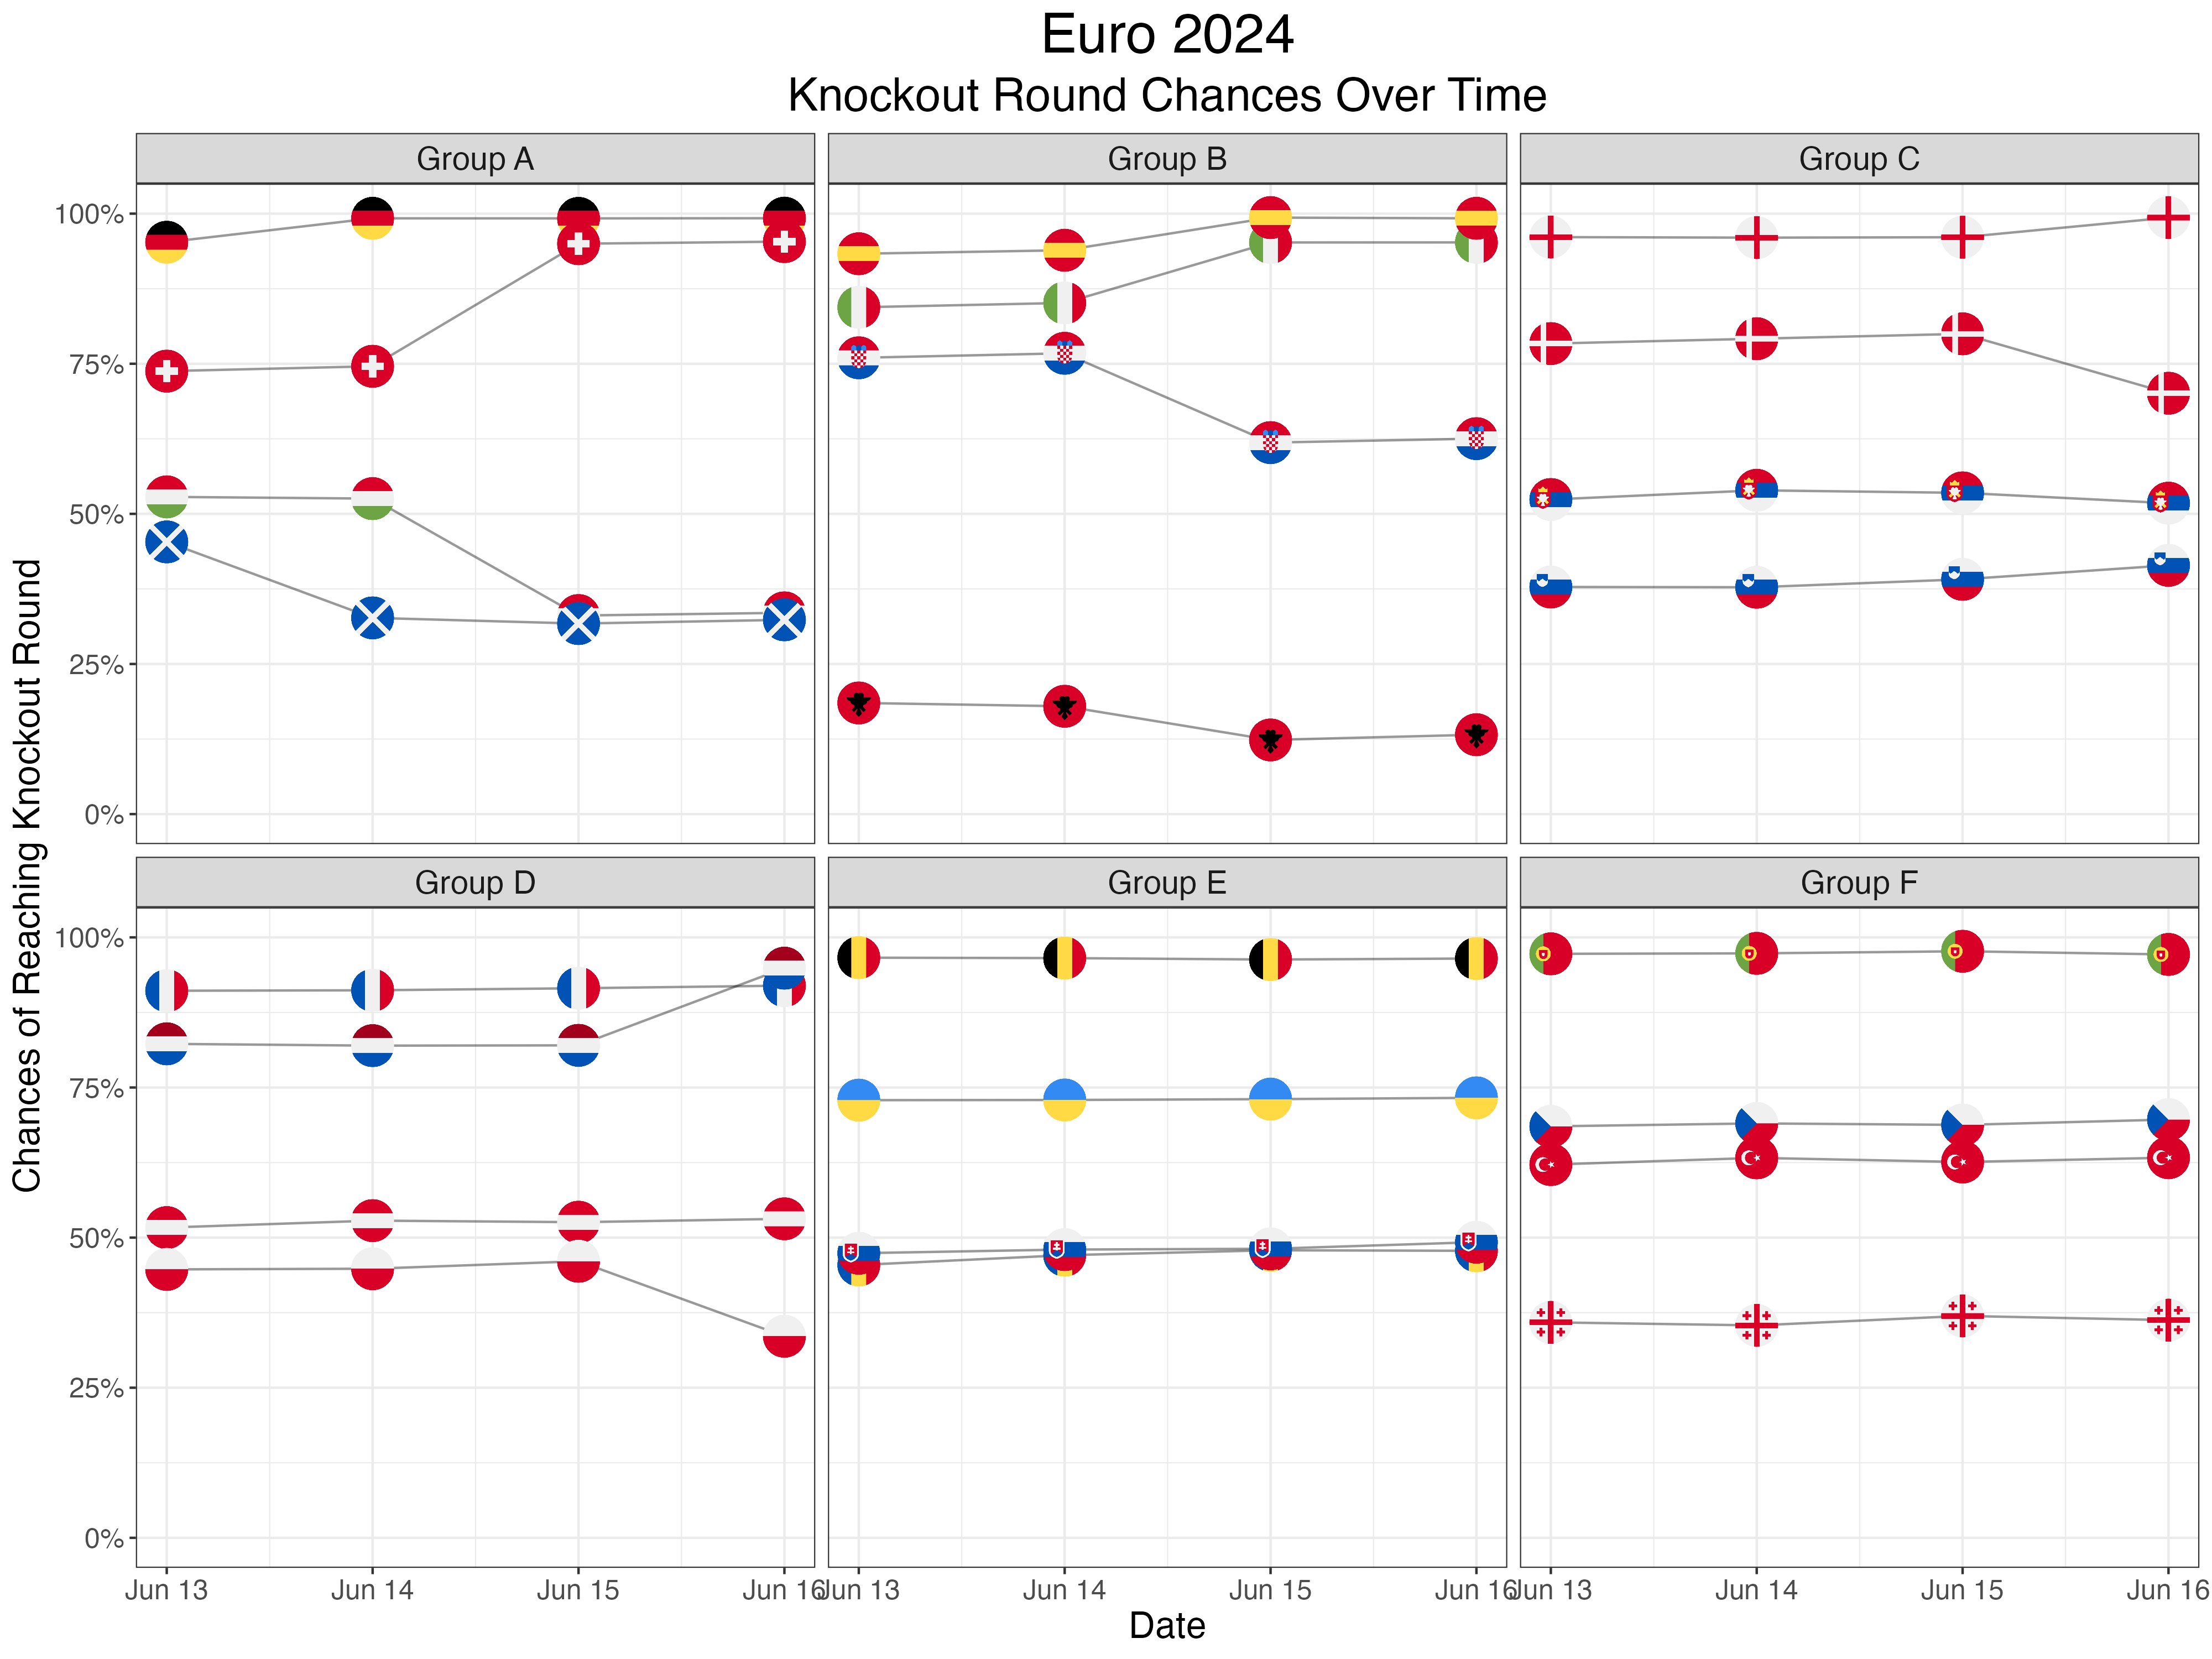 Euro 2024
Knockout Round Chances Over Time
Group A
Group B
Group C
100%
75%
50%
25%
0%
Chances of Reaching Knockout Round
Group D
Group E
Group F
100%
75%
50%
25%
0%
Jun 13 Jun 14 Jun 15 Jun 16
Jun 13 Jun 14 Jun 15 Jun 16
Jun 13 Jun 14 Jun 15 Jun 16
Date